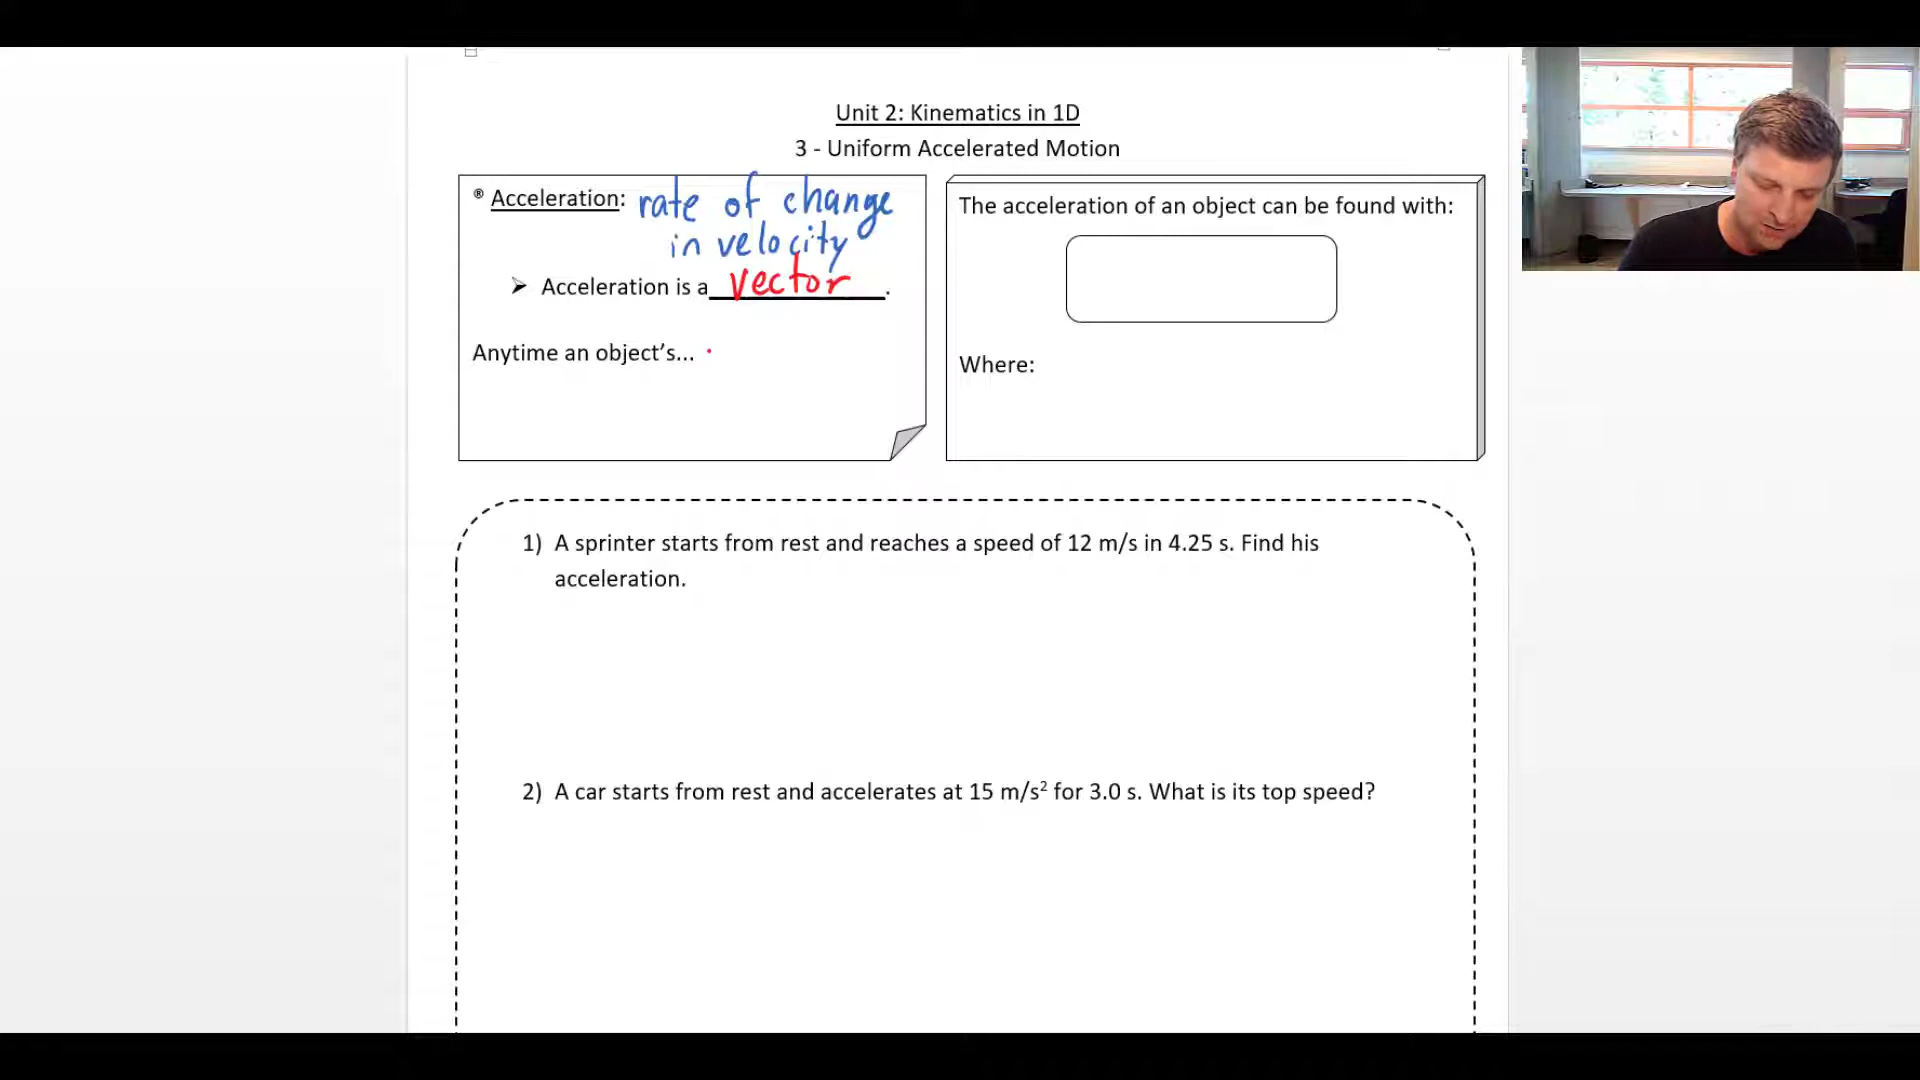 Unit 2: Kinematics in 1D
3 - Uniform Accelerated Motion
® Acceleration: rate of change
in velocity
➢ Acceleration is a vector.
Anytime an object’s...
The acceleration of an object can be found with:
Where:
1) A sprinter starts from rest and reaches a speed of 12 m/s in 4.25 s. Find his
acceleration.
2) A car starts from rest and accelerates at 15 m/s² for 3.0 s. What is its top speed?